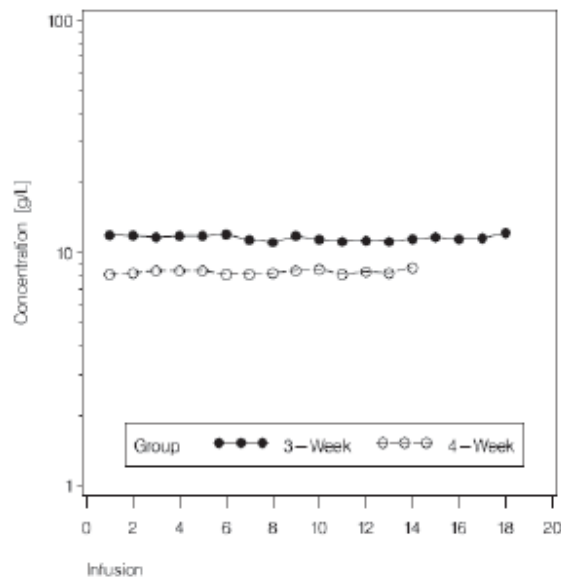 100
10
1
Concentration [g/L]
Group 3-Week 4-Week
0 2 4 6 8 10 12 14 16 18 20
Infusion